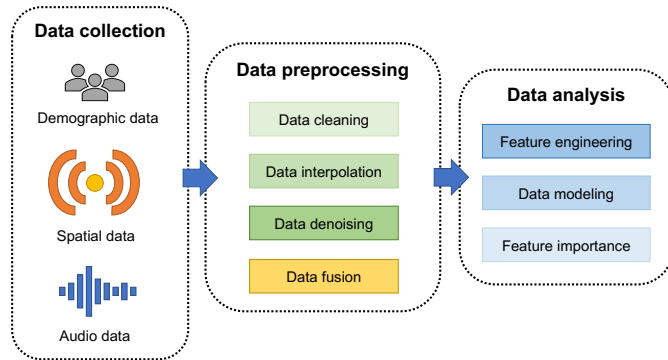 Data collection
Demographic data
Spatial data
Audio data
Data preprocessing
Data cleaning
Data interpolation
Data denoising
Data fusion
Data analysis
Feature engineering
Data modeling
Feature importance